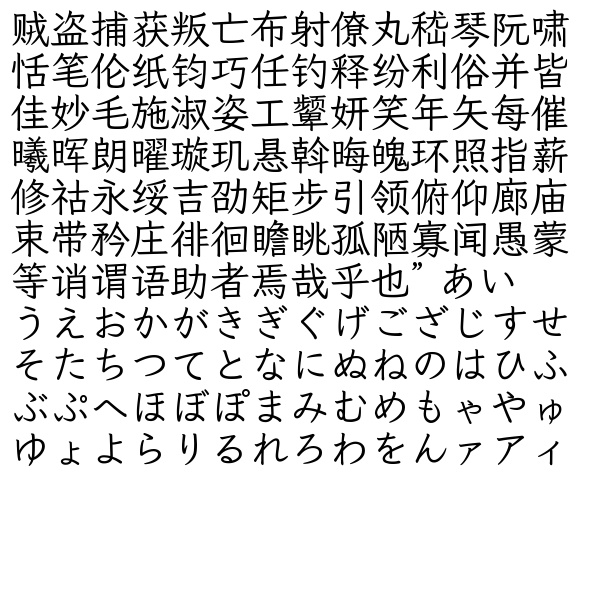 贼盗捕获叛亡布射僚丸嵇琴阮啸
恬笔伦纸钧巧任钓释纷利俗并皆
佳妙毛施淑姿工颦妍笑年矢每催
曦晖朗曜璇玑悬斡晦魄环照指薪
修祜永绥吉劭矩步引领俯仰廊庙
束带矜庄徘徊瞻眺孤陋寡闻愚蒙
等诮谓语助者焉哉乎也”あい
うえおかがきぎぐげござじすせ
そたちつてとなにぬねのはひふ
ぶぷへほぼぽまみむめもゃやゅ
ゆょよらりるれろわをんァアィ